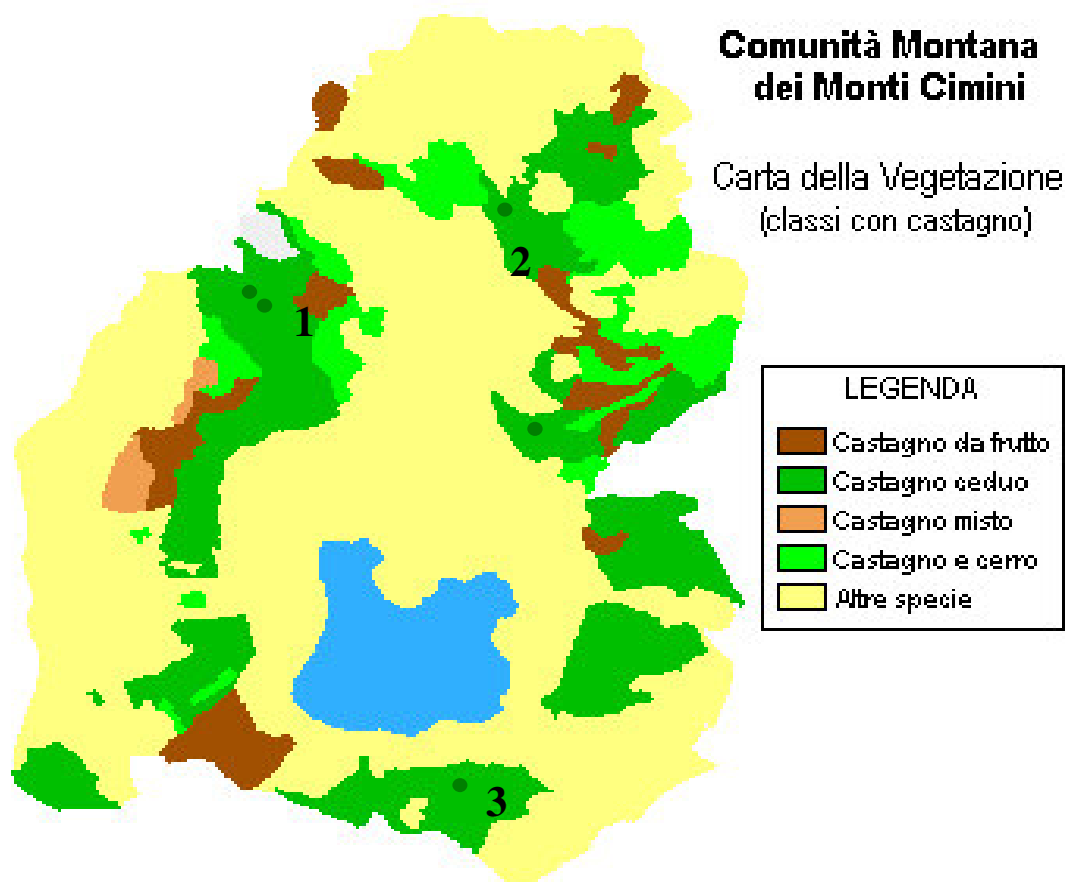 Comunità Montana
dei Monti Cimini
Carta della Vegetazione
(classi con castagno)
2
1
LEGENDA
Castagno da frutto
Castagno ceduo
Castagno misto
Castagno e cerro
Altre specie
3